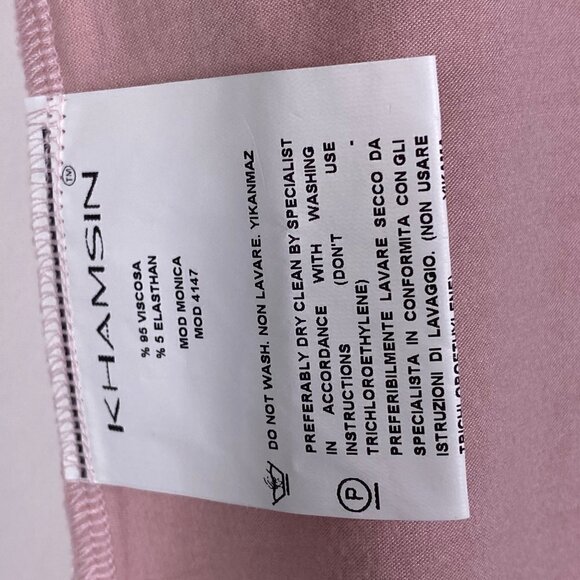 KHAMSIN™
% 95 VISCOSA
% 5 ELASTHAN
MOD MONICA
MOD 4147
DO NOT WASH. NON LAVARE. YIKANMAZ
PREFERABLY DRY CLEAN BY SPECIALIST
IN ACCORDANCE WITH WASHING
INSTRUCTIONS (DON'T USE
TRICHLOROETHYLENE) -
PREFERIBILMENTE LAVARE SECCO DA
SPECIALISTA IN CONFORMITA CON GLI
ISTRUZIONI DI LAVAGGIO. (NON USARE
TRICHLOROETHYLENE)
P